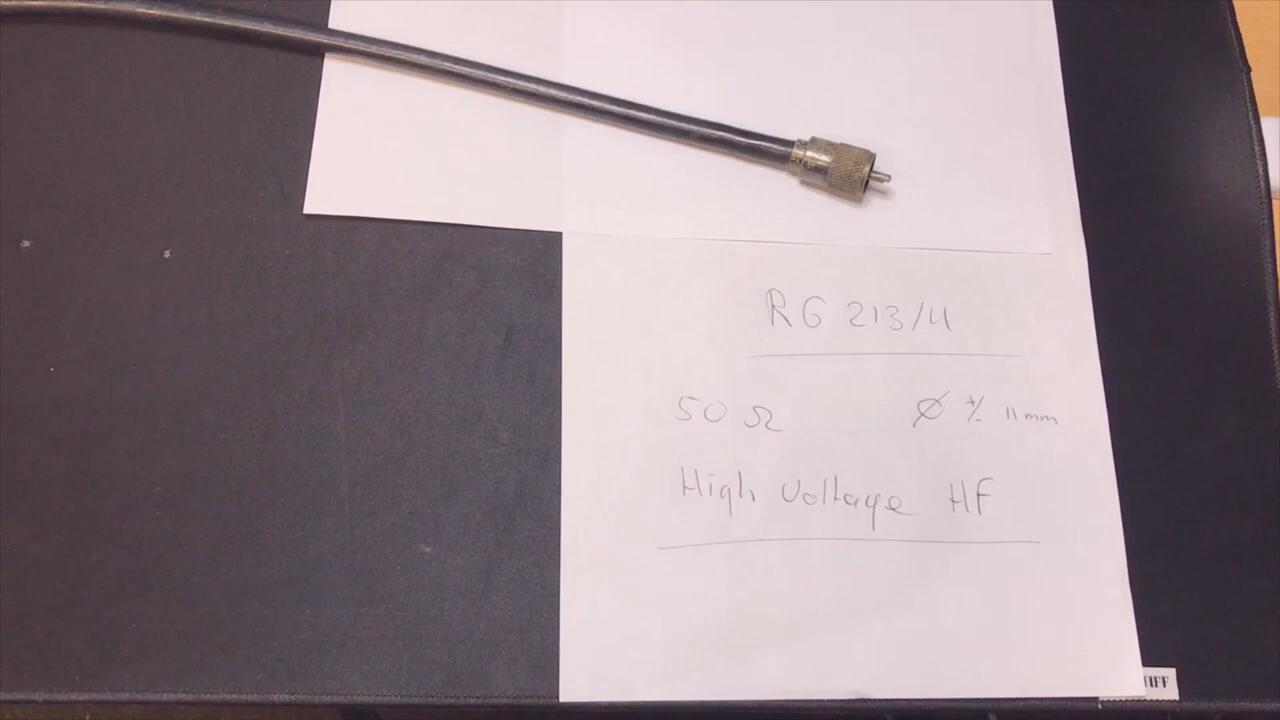 RG 213/U
50 Ω Ø +/- 11mm
High Voltage HF